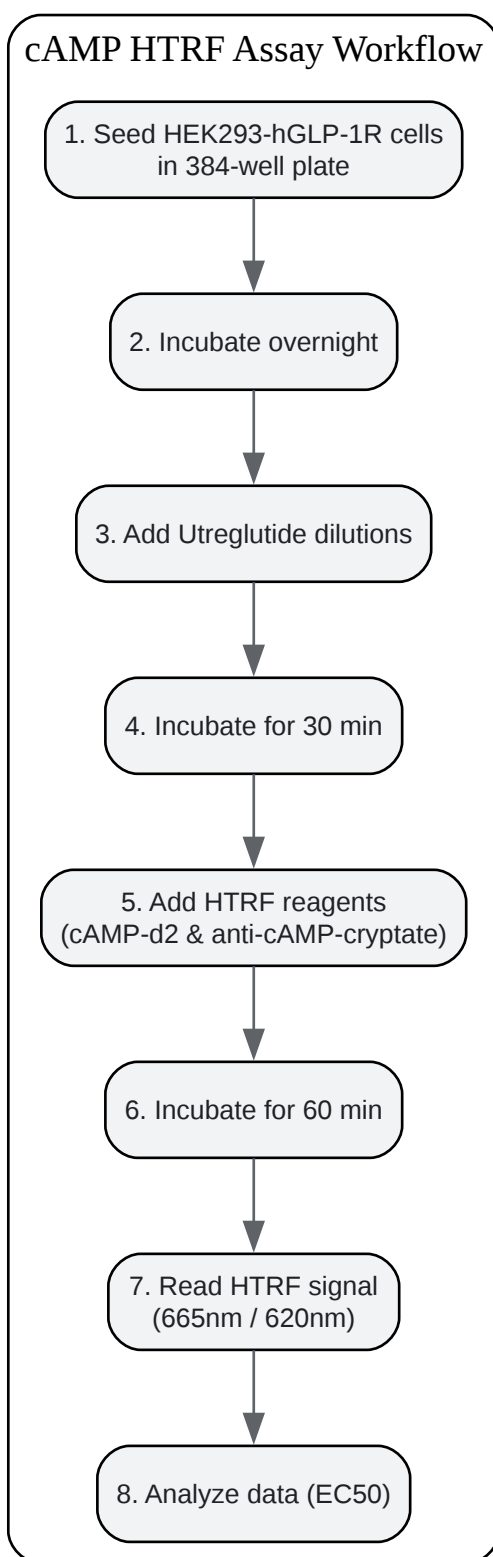 cAMP HTRF Assay Workflow
1. Seed HEK293-hGLP-1R cells
in 384-well plate
2. Incubate overnight
3. Add Utreglutide dilutions
4. Incubate for 30 min
5. Add HTRF reagents
(cAMP-d2 & anti-cAMP-cryptate)
6. Incubate for 60 min
7. Read HTRF signal
(665nm / 620nm)
8. Analyze data (EC50)